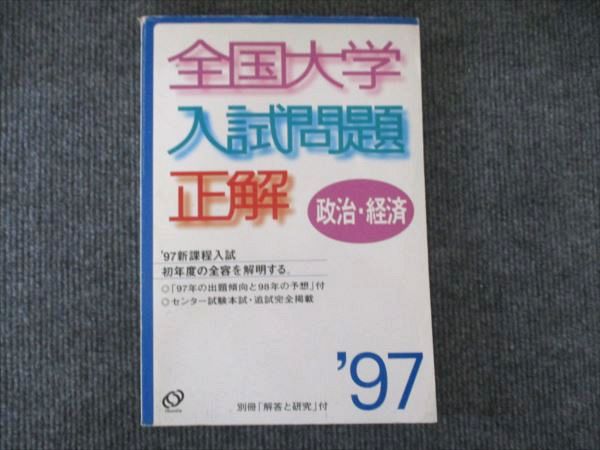 全国大学
入試問題
正解
政治・経済
'97新課程入試
初年度の全容を解明する。
◎「'97年の出題傾向と98年の予想」付
◎センター試験本試・追試完全掲載
'97
別冊「解答と研究」付